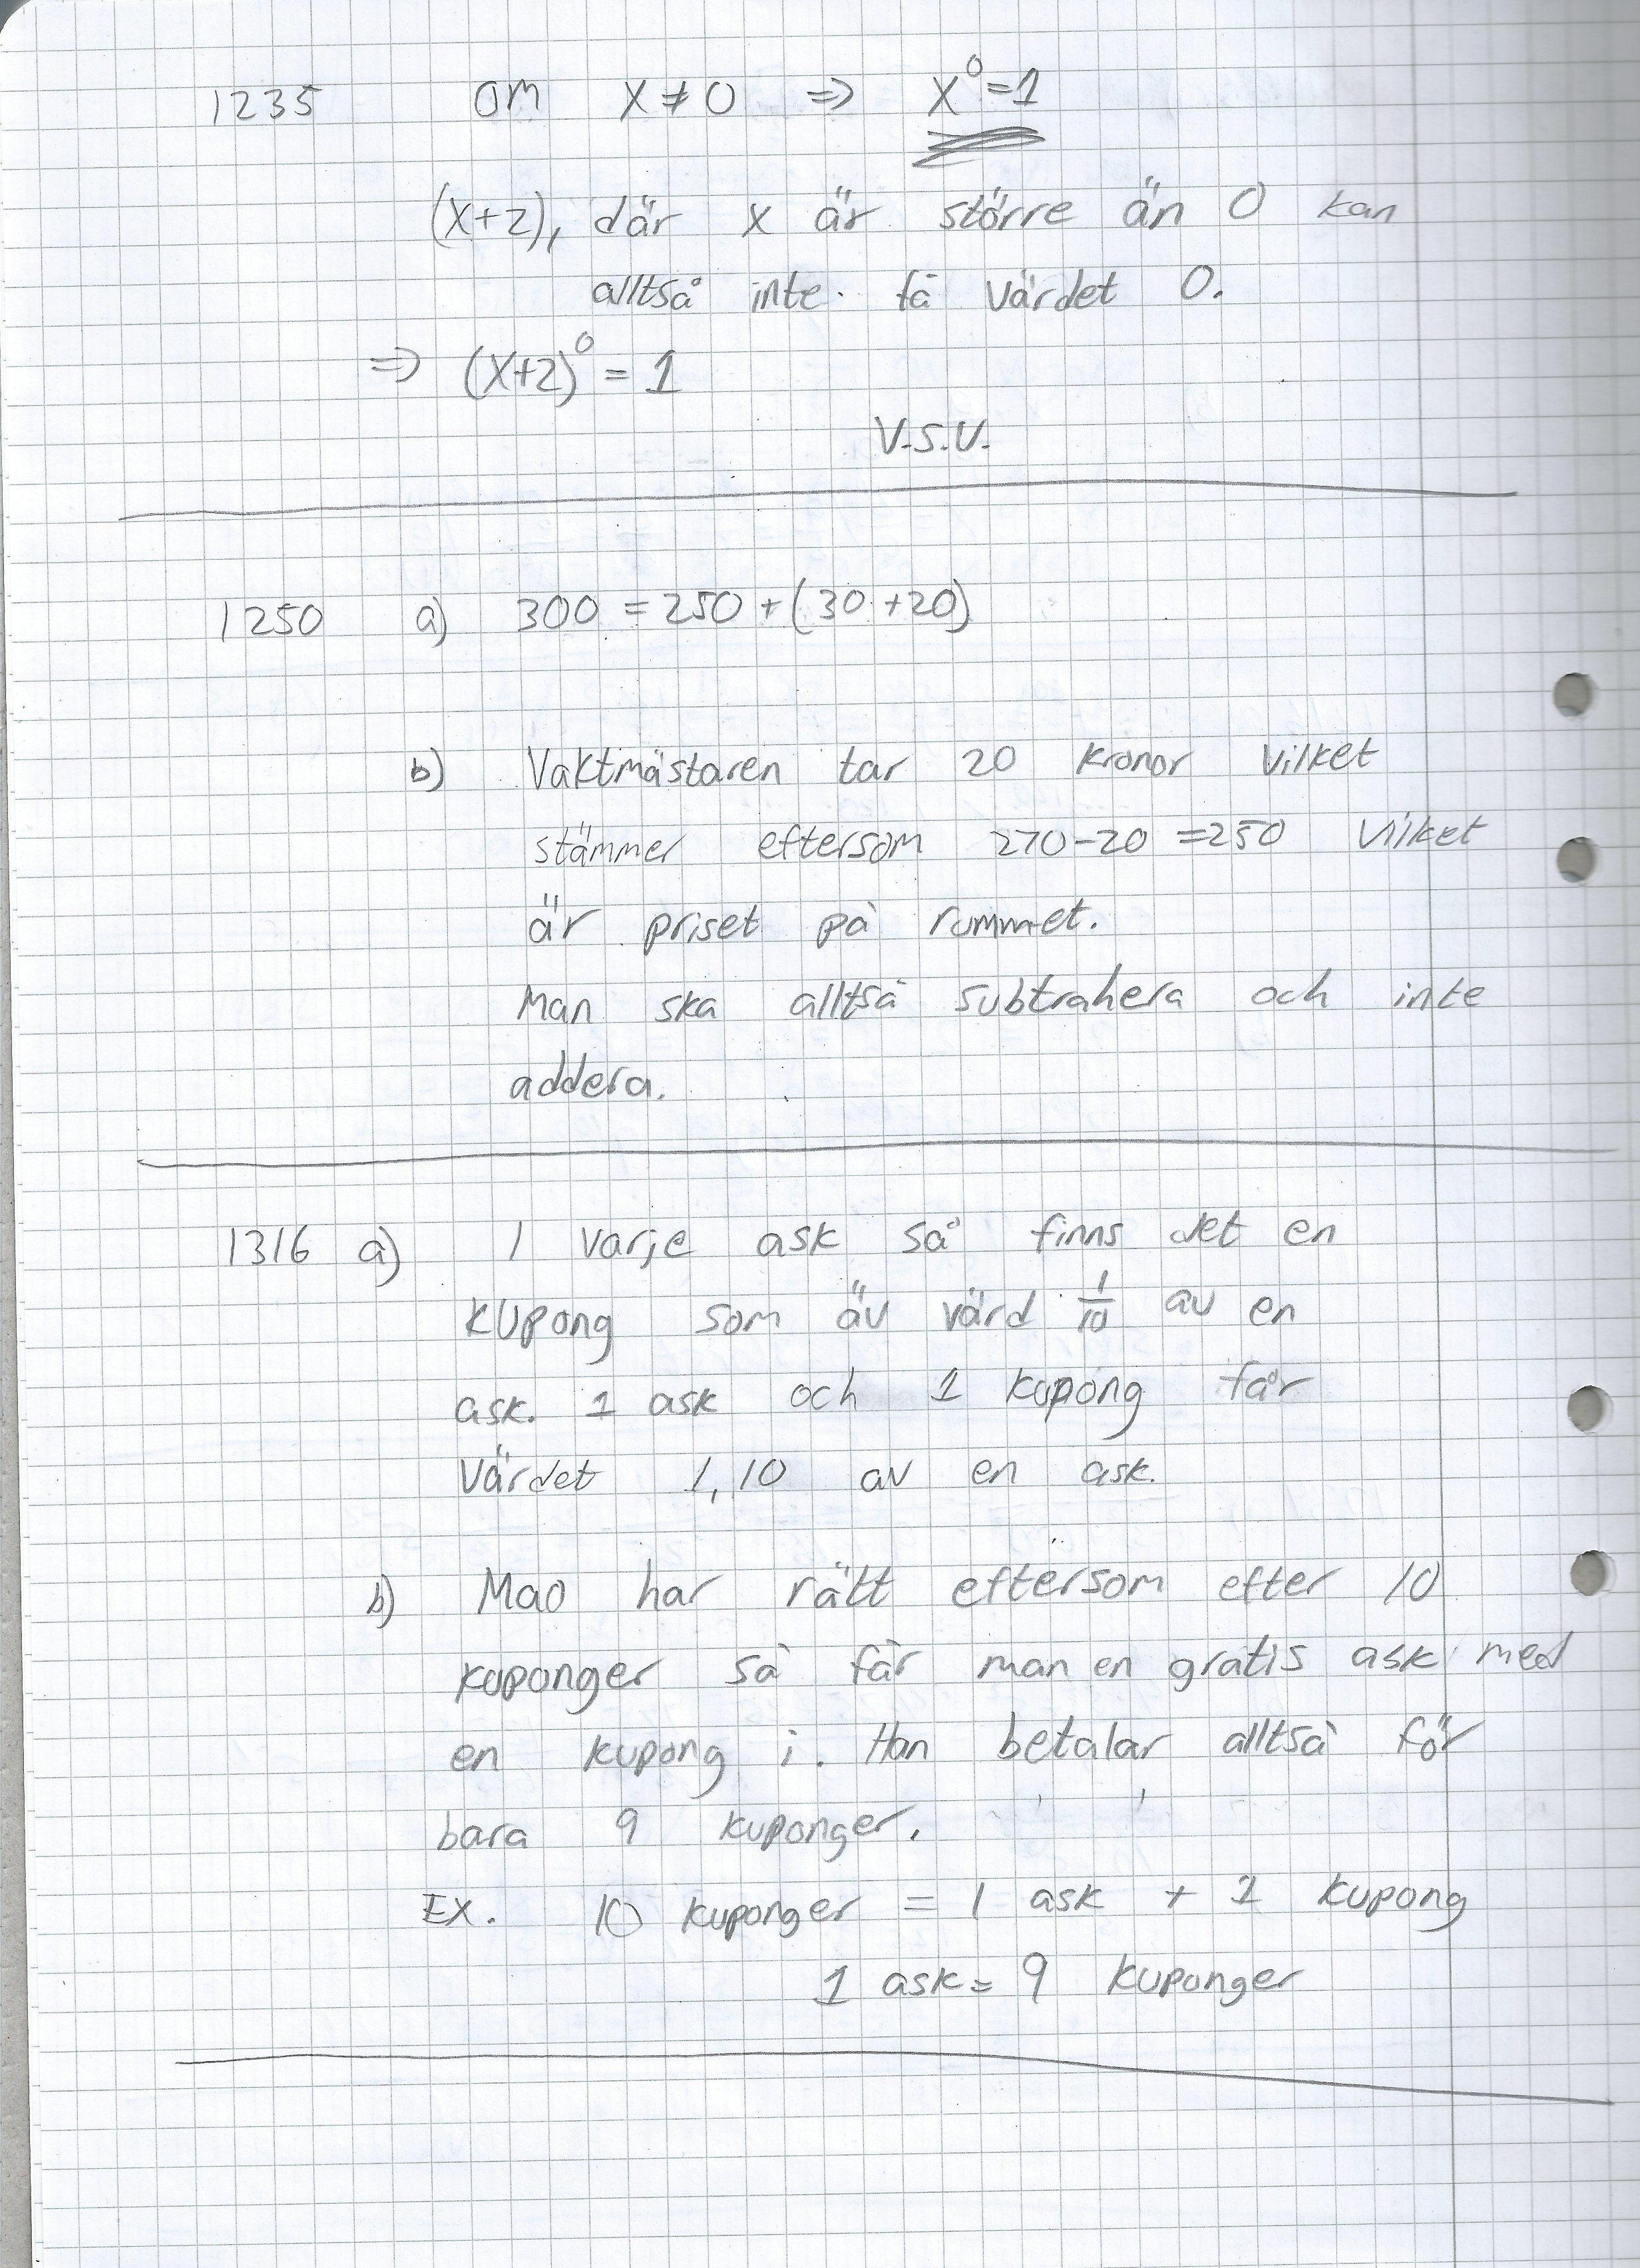 1235 om x ≠ 0 ⇒ x⁰=1
(x+2), där x är större än 0 kan
alltså inte få värdet 0.
⇒ (x+2)⁰ = 1
V.S.V.
1250 a) 300 = 250 + (30+20)
b) Vaktmästaren tar 20 kronor vilket
stämmer eftersom 270-20 =250 vilket
är priset på rummet.
Man ska alltså subtrahera och inte
addera.
1316 a) I varje ask så finns det en
kupong som är värd 1/10 av en
ask. 1 ask och 1 kupong får
värdet 1,10 av en ask.
b) Mao har rätt eftersom efter 10
kuponger så får man en gratis ask med
en kupong i. Han betalar alltså för
bara 9 kuponger.
EX. 10 kuponger = 1 ask + 1 kupong
1 ask = 9 kuponger